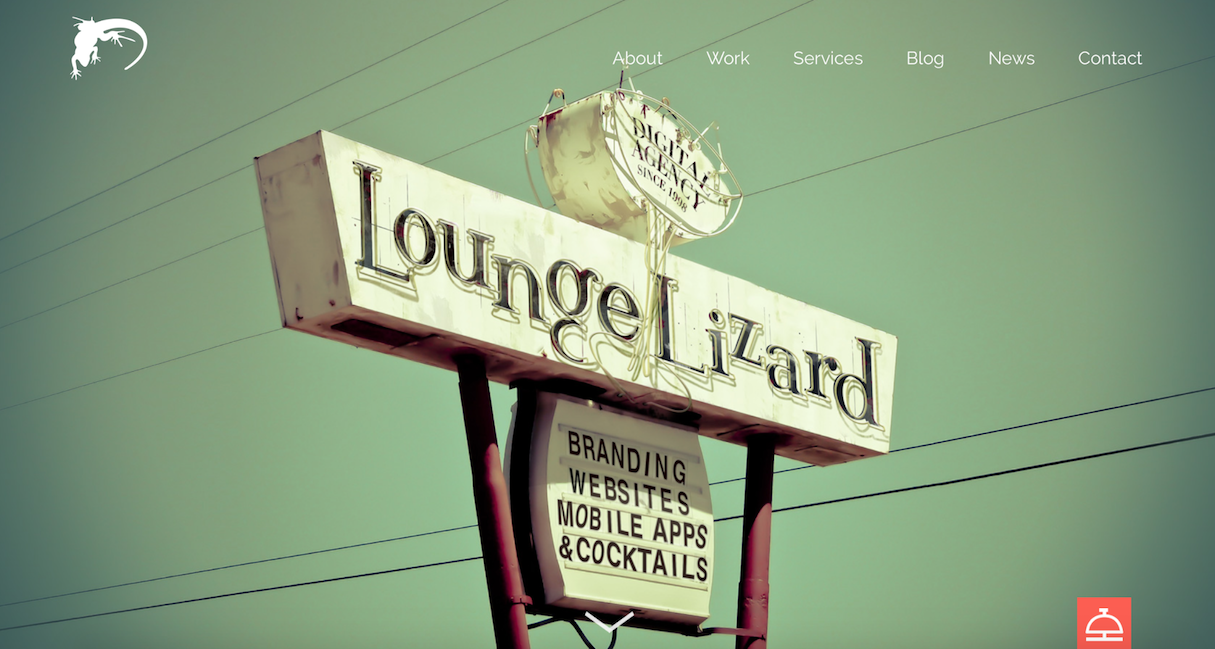 About Work Services Blog News Contact
DIGITAL
AGENCY
SINCE 1998
Lounge Lizard
BRANDING
WEBSITES
MOBILE APPS
&COCKTAILS